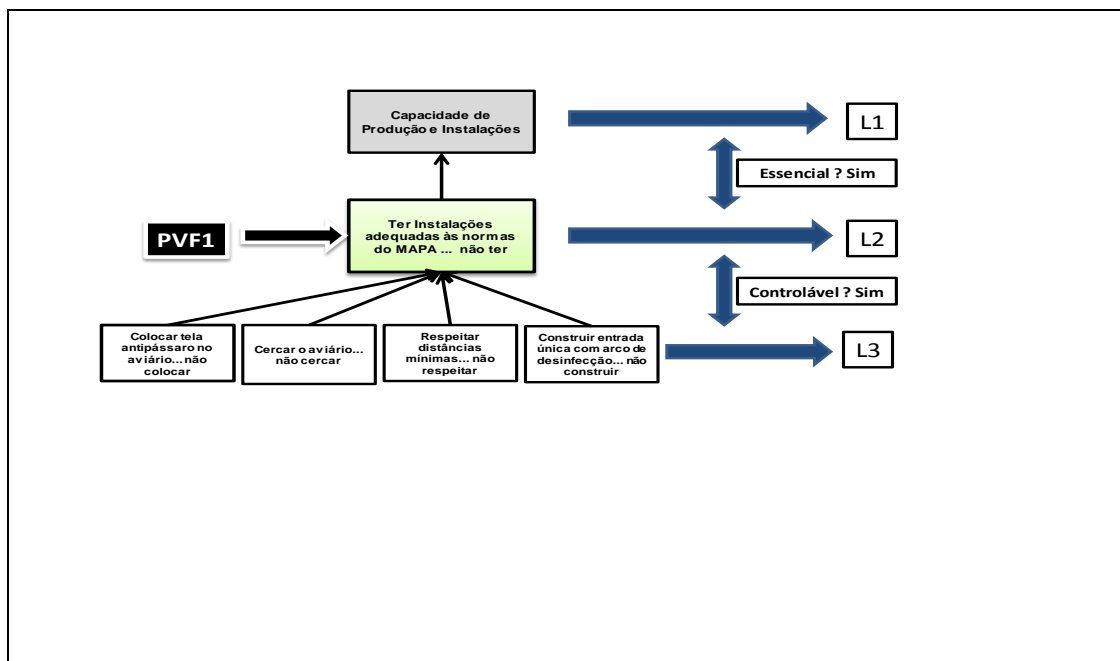 Capacidade de
Produção e Instalações
L1
Essencial ? Sim
PVF1
Ter Instalações
adequadas às normas
do MAPA ... não ter
L2
Controlável ? Sim
Colocar tela
antipássaro no
aviário... não
colocar
Cercar o aviário...
não cercar
Respeitar
distâncias
mínimas... não
respeitar
Construir entrada
única com arco de
desinfecção... não
construir
L3